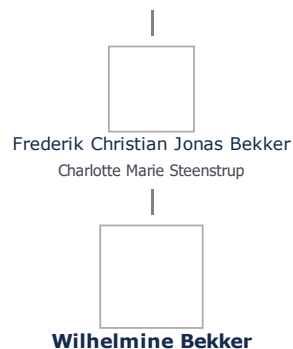 Frederik Christian Jonas Bekker
Charlotte Marie Steenstrup
Wilhelmine Bekker